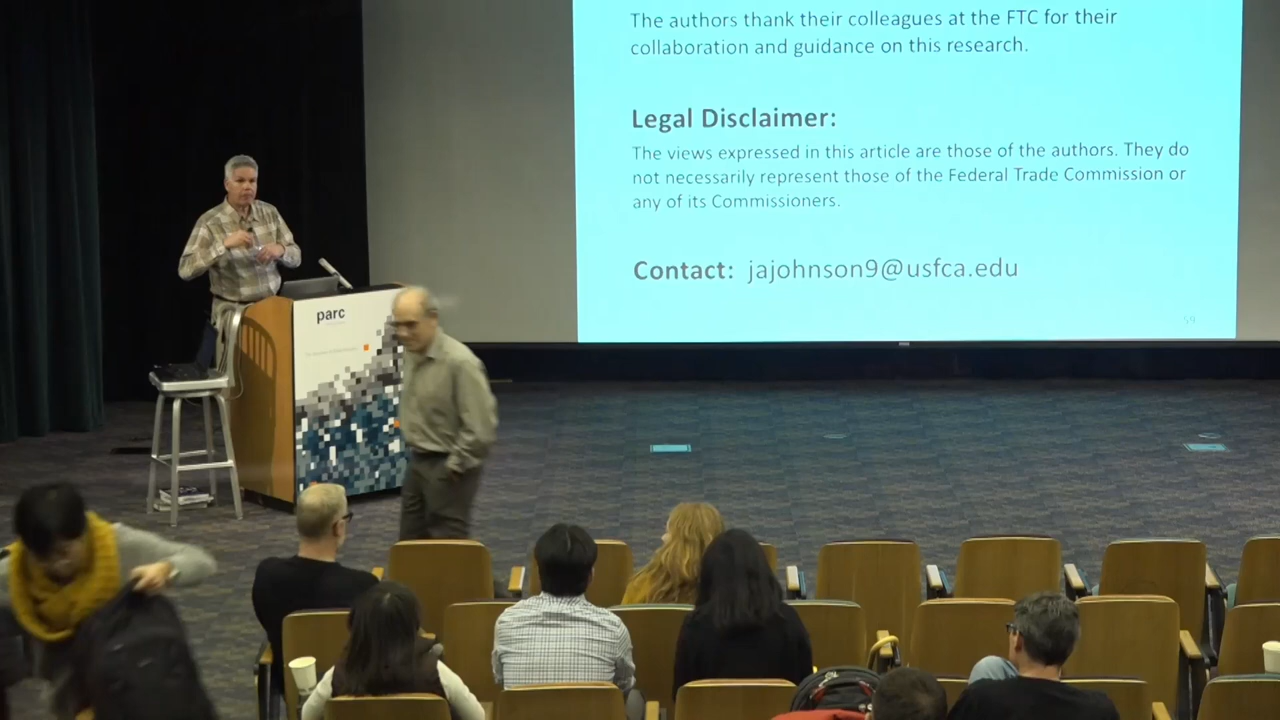 The authors thank their colleagues at the FTC for their
collaboration and guidance on this research.
Legal Disclaimer:
The views expressed in this article are those of the authors. They do
not necessarily represent those of the Federal Trade Commission or
any of its Commissioners.
Contact: jajohnson9@usfca.edu
59
parc